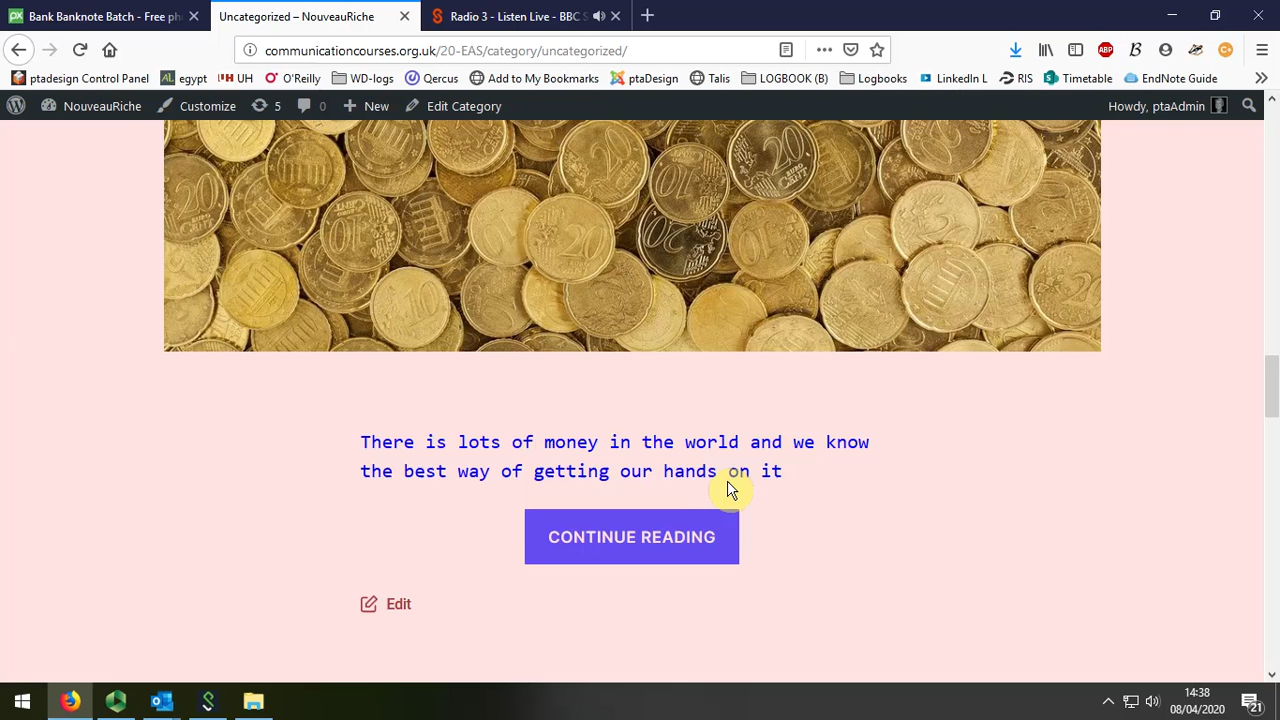 Bank Banknote Batch - Free ph
Uncategorized – NouveauRiche
Radio 3 - Listen Live - BBC S
communicationcourses.org.uk/20-EAS/category/uncategorized/
ptadesign Control Panel
egypt
UH
O'Reilly
WD-logs
Qercus
Add to My Bookmarks
ptaDesign
Talis
LOGBOOK (B)
Logbooks
LinkedIn L
RIS
Timetable
EndNote Guide
NouveauRiche
Customize
5
0
New
Edit Category
Howdy, ptaAdmin
There is lots of money in the world and we know
the best way of getting our hands on it
CONTINUE READING
Edit
14:38
08/04/2020
21